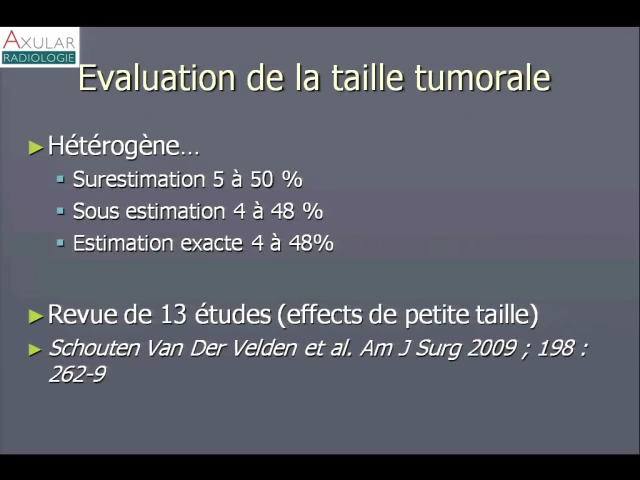 AXULAR
RADIOLOGIE
Evaluation de la taille tumorale
►Hétérogène…
▪ Surestimation 5 à 50 %
▪ Sous estimation 4 à 48 %
▪ Estimation exacte 4 à 48%
►Revue de 13 études (effects de petite taille)
► Schouten Van Der Velden et al. Am J Surg 2009 ; 198 :
262-9